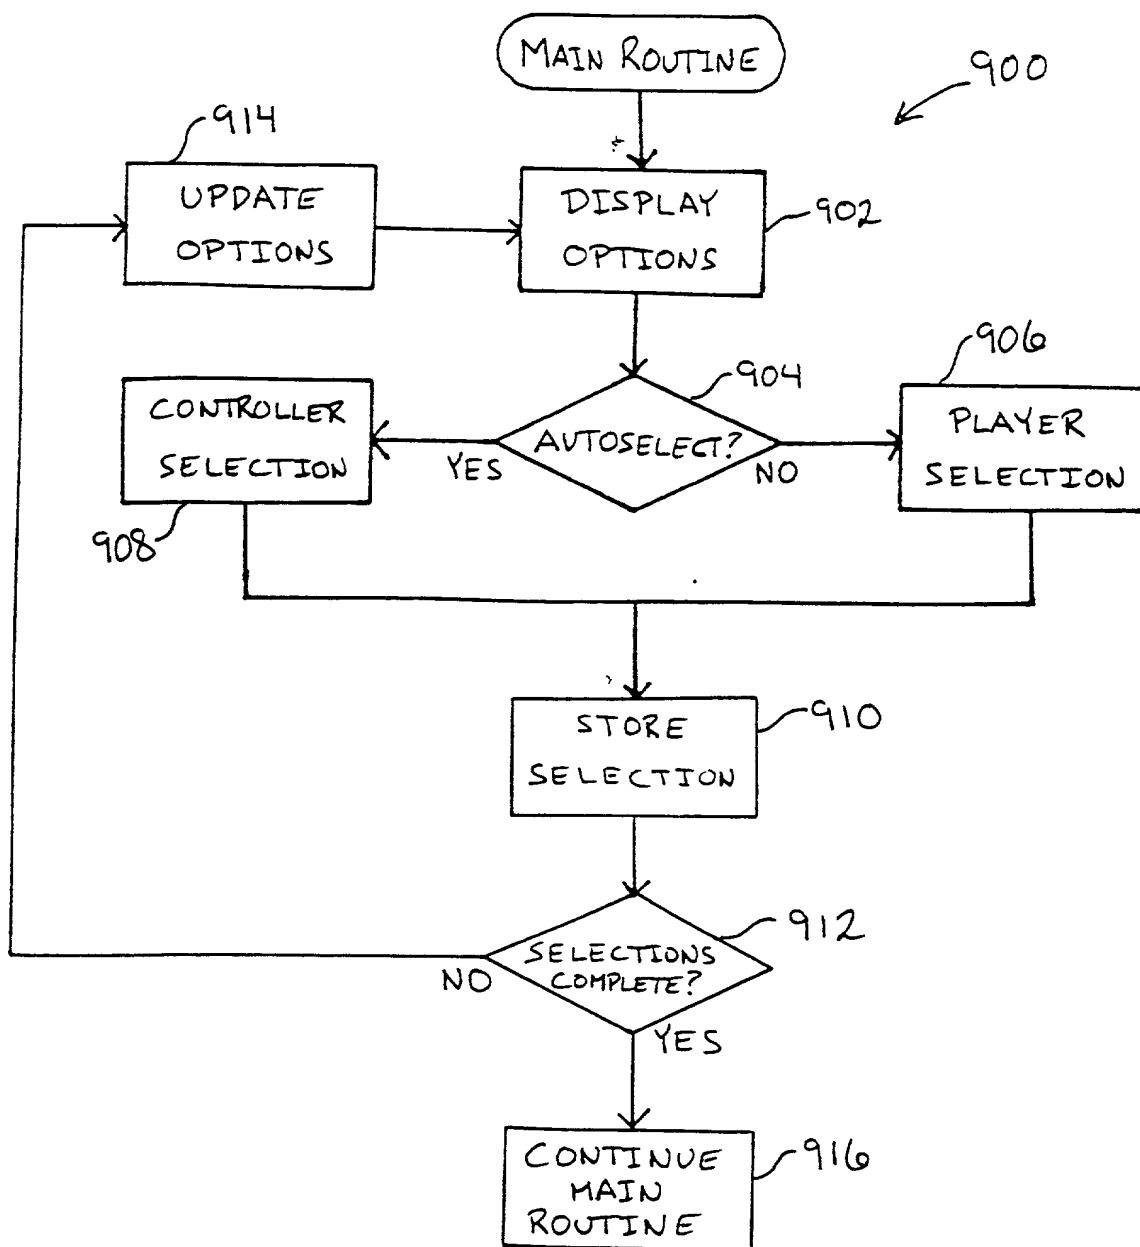 MAIN ROUTINE
900
914
UPDATE
OPTIONS
DISPLAY
OPTIONS
902
904
906
CONTROLLER
SELECTION
AUTOSELECT?
YES
NO
PLAYER
SELECTION
908
STORE
SELECTION
910
912
SELECTIONS
COMPLETE?
NO
YES
CONTINUE
MAIN
ROUTINE
916